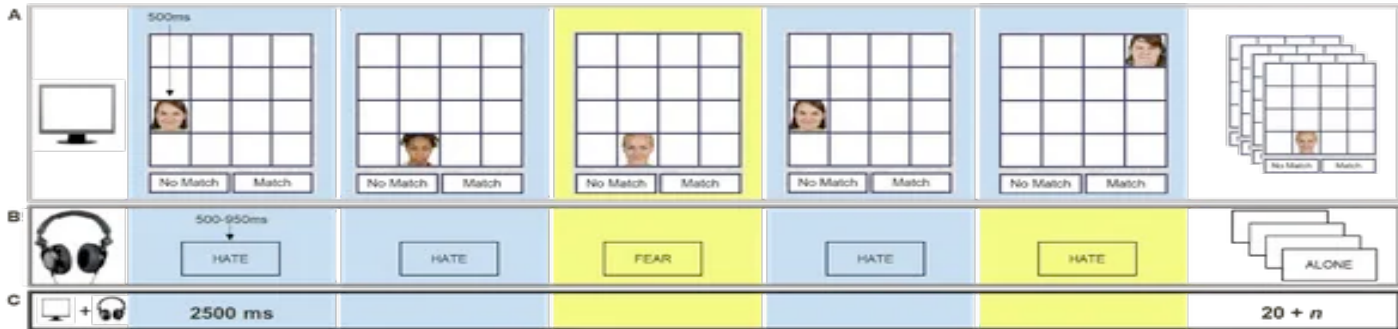 A
500ms
No Match Match
No Match Match
No Match Match
No Match Match
No Match Match
No Match Match
B
500-950ms
HATE
HATE
FEAR
HATE
HATE
ALONE
C
+
2500 ms
20 + n